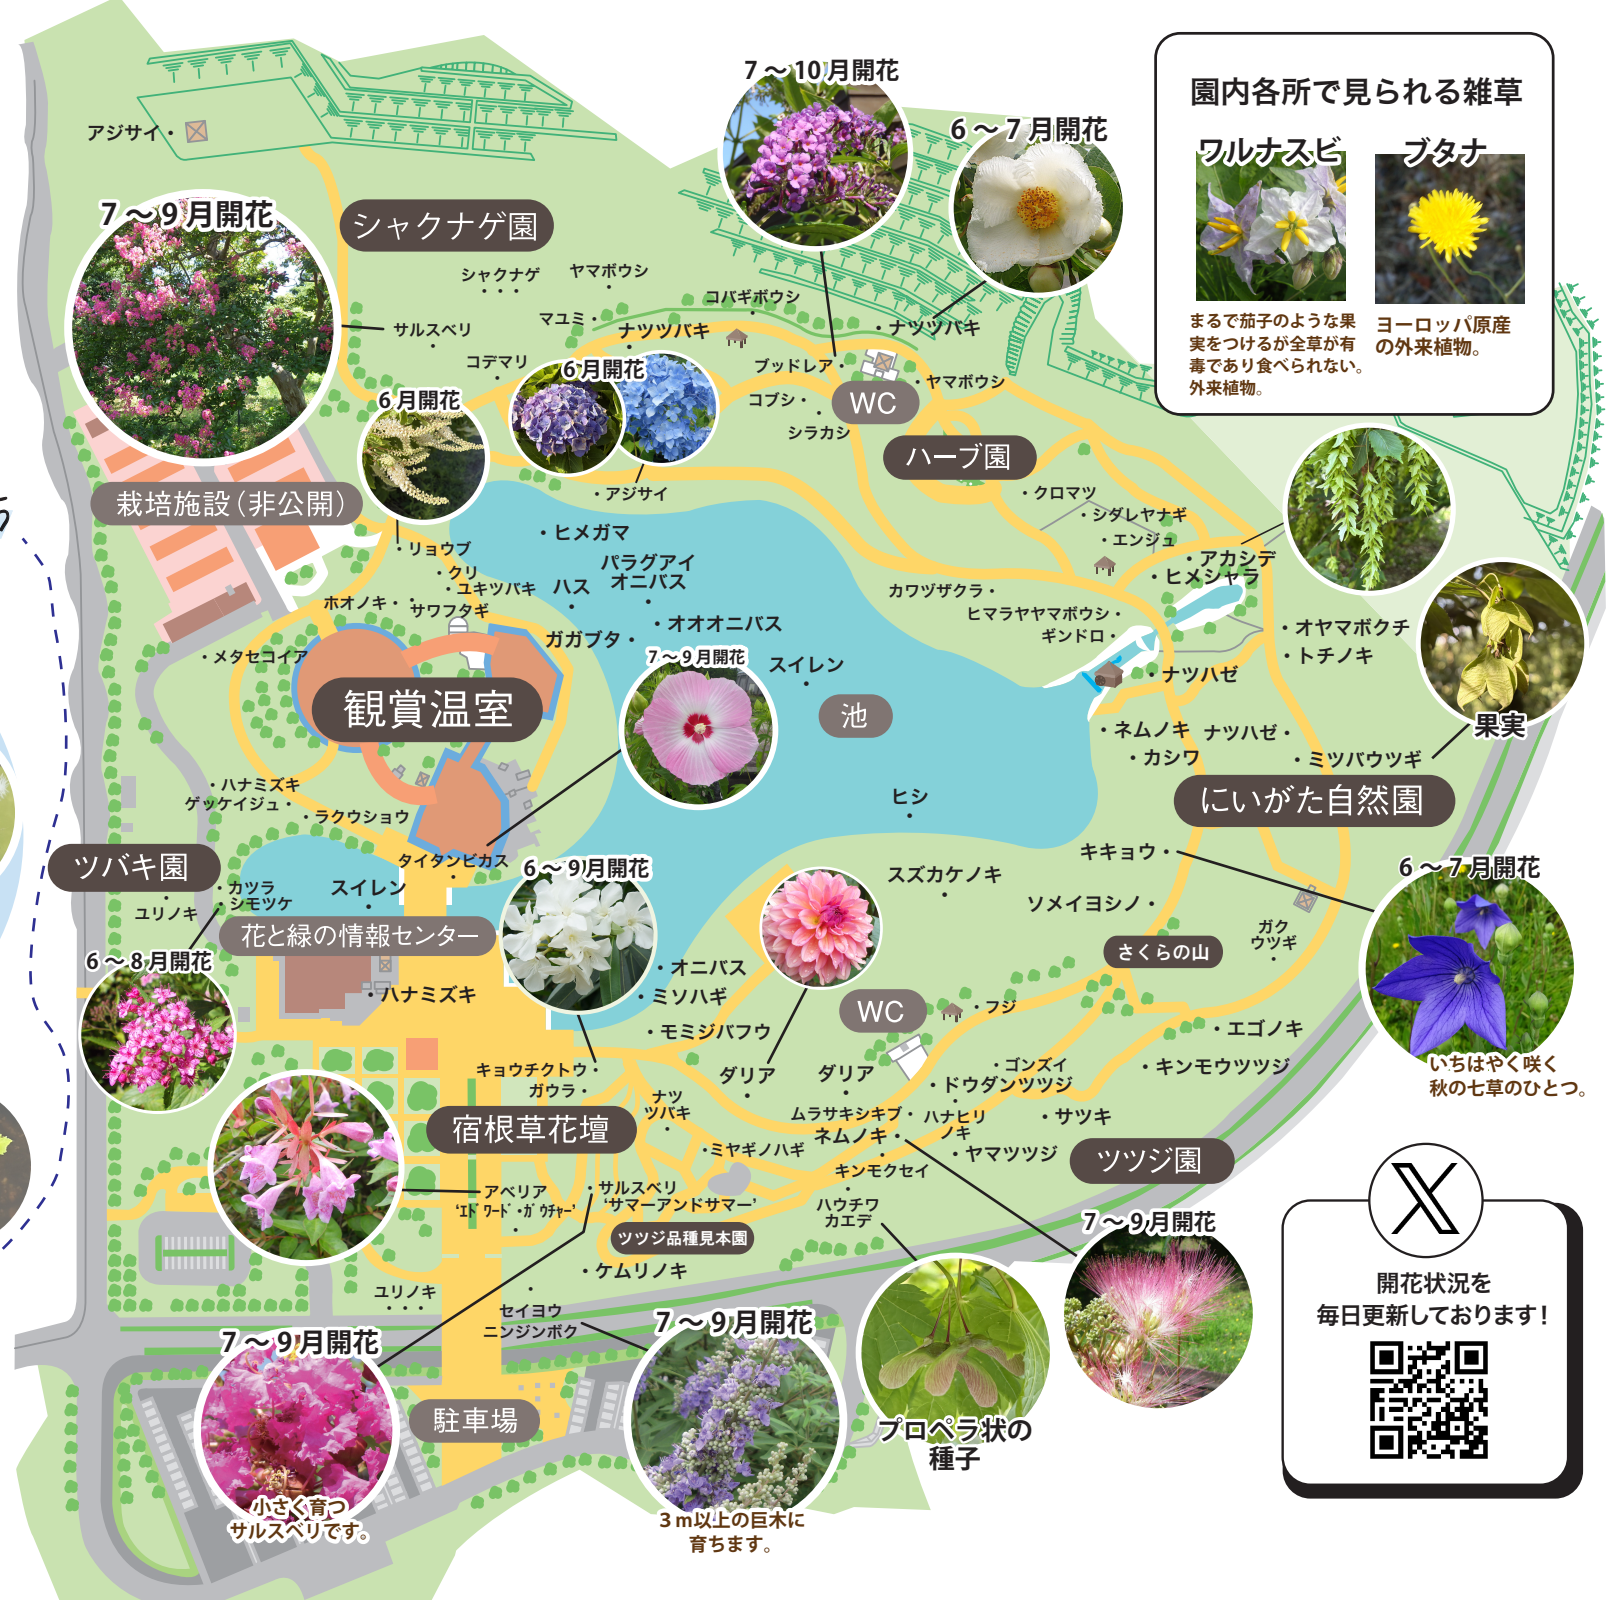 園内各所で見られる雑草
ワルナスビ
ブタナ
まるで茄子のような果
実をつけるが全草が有
毒であり食べられない。
外来植物。
ヨーロッパ原産
の外来植物。
7～10月開花
6～7月開花
アジサイ
7～9月開花
シャクナゲ園
シャクナゲ
ヤマボウシ
コバギボウシ
マユミ
ナツツバキ
ナツツバキ
サルスベリ
コデマリ
ブッドレア
ヤマボウシ
6月開花
6月開花
コブシ
WC
シラカシ
ハーブ園
アジサイ
クロマツ
シダレヤナギ
エンジュ
栽培施設（非公開）
ヒメガマ
リョウブ
クリ
ユキツバキ
ホオノキ
サワフタギ
ハス
パラグアイ
オニバス
アカシデ
ヒメシャラ
カワヅザクラ
ヒマラヤヤマボウシ
ギンドロ
オオオニバス
ガガブタ
オヤマボクチ
トチノキ
メタセコイア
7～9月開花
スイレン
ナツハゼ
観賞温室
池
果実
ネムノキ
ナツハゼ
カシワ
ミツバウツギ
ハナミズキ
ゲッケイジュ
ラクウショウ
ヒシ
にいがた自然園
タイタンビカス
キキョウ
ツバキ園
カツラ
シモツケ
ユリノキ
スイレン
6～9月開花
スズカケノキ
6～7月開花
ソメイヨシノ
ガク
ウツギ
花と緑の情報センター
さくらの山
6～8月開花
オニバス
ミソハギ
ハナミズキ
WC
フジ
モミジバフウ
エゴノキ
キョウチクトウ
ガウラ
ダリア
ダリア
ゴンズイ
ドウダンツツジ
キンモウツツジ
いちはやく咲く
秋の七草のひとつ。
ナツ
ツバキ
ムラサキシキブ
ハナヒリ
ノキ
サツキ
宿根草花壇
ネムノキ
ミヤギノハギ
ヤマツツジ
ツツジ園
キンモクセイ
アベリア
‘エドワード・ガウチャー’
サルスベリ
‘サマーアンドサマー’
ハウチワ
カエデ
ツツジ品種見本園
7～9月開花
ケムリノキ
ユリノキ
セイヨウ
ニンジンボク
7～9月開花
7～9月開花
駐車場
プロペラ状の
種子
小さく育つ
サルスベリです。
3m以上の巨木に
育ちます。
開花状況を
毎日更新しております！